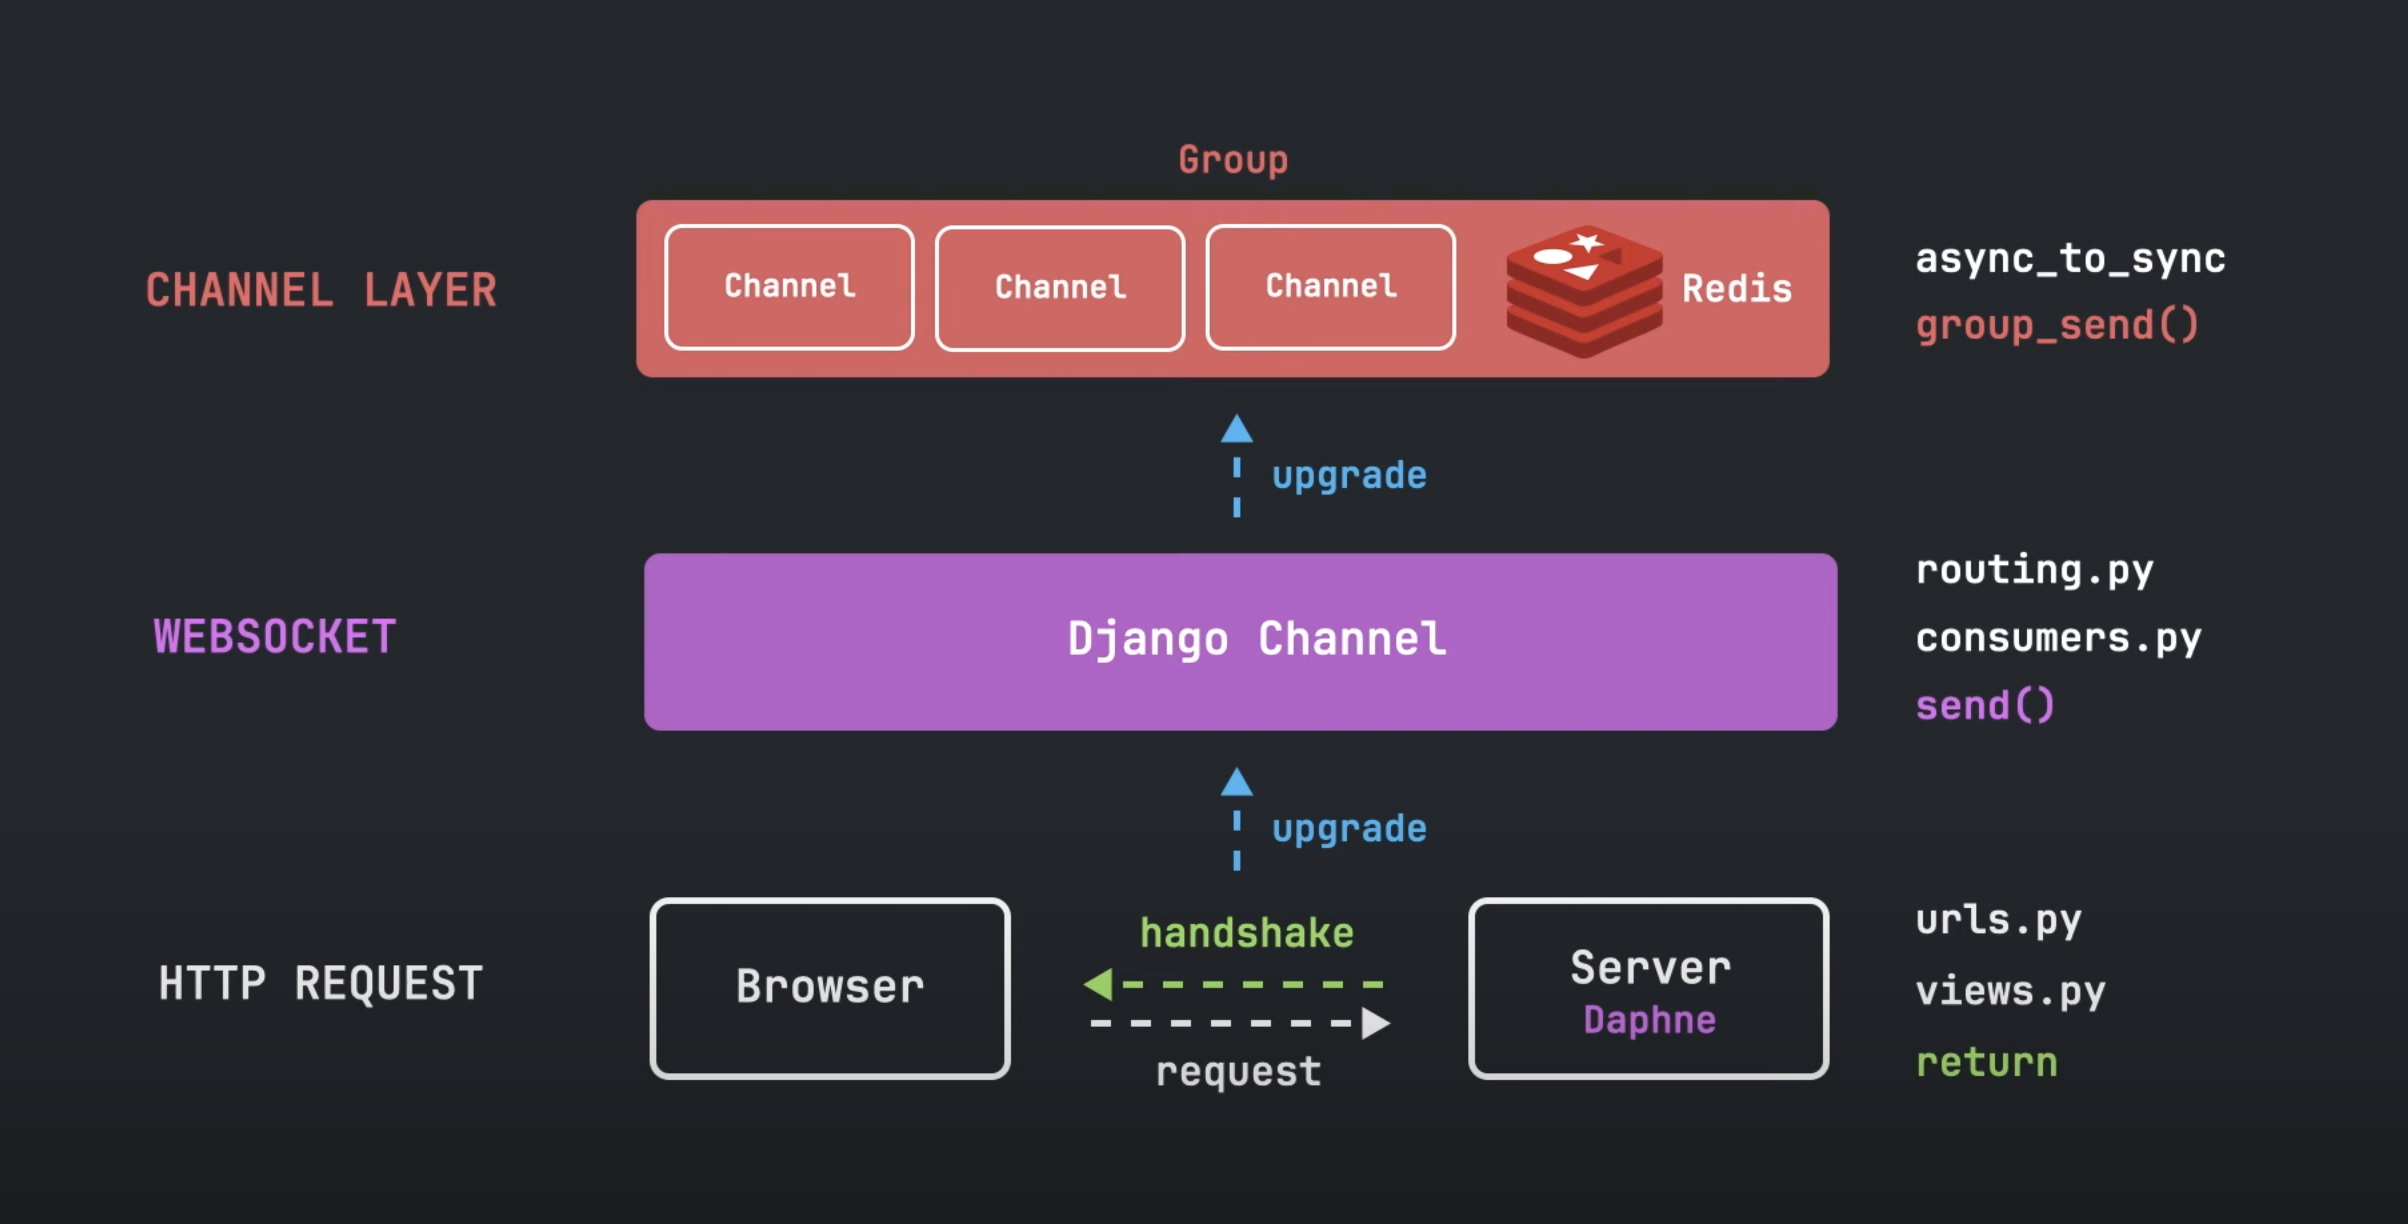 Group
CHANNEL LAYER
Channel
Channel
Channel
Redis
async_to_sync
group_send()
upgrade
WEBSOCKET
Django Channel
routing.py
consumers.py
send()
upgrade
HTTP REQUEST
Browser
handshake
request
Server
Daphne
urls.py
views.py
return